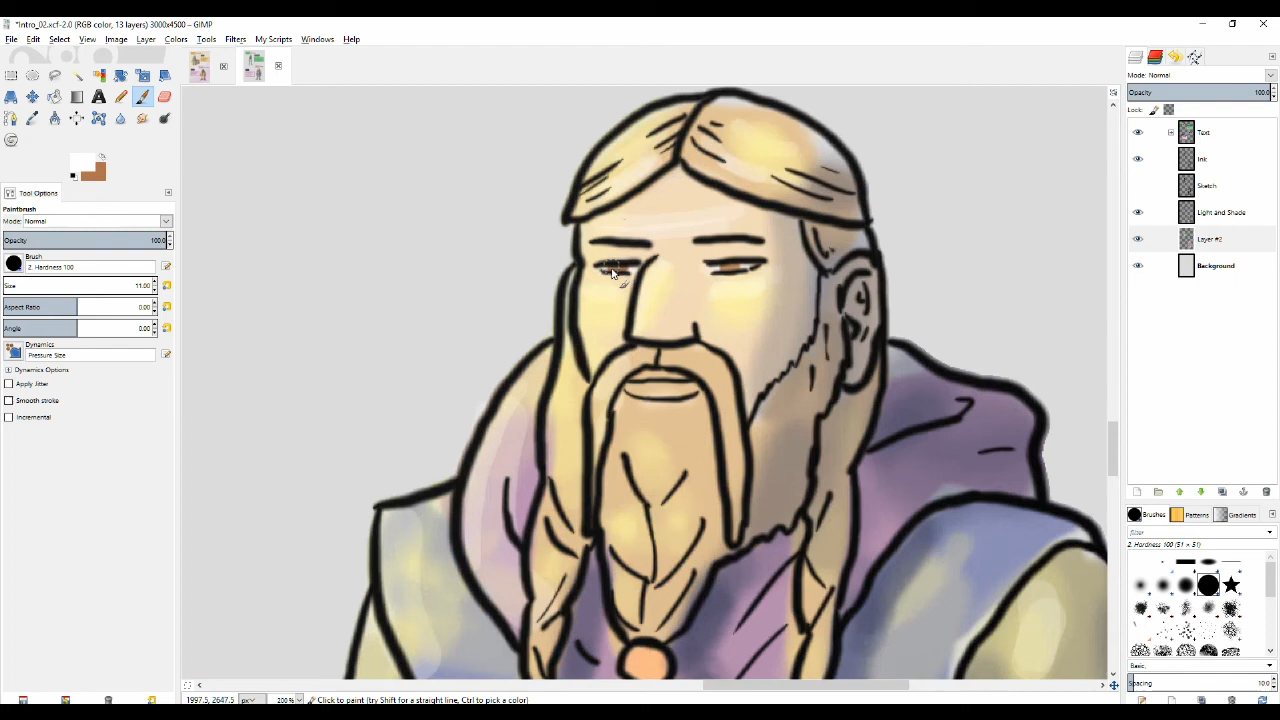 *Intro_02.xcf-2.0 (RGB color, 13 layers) 3000x4500 – GIMP
File Edit Select View Image Layer Colors Tools Filters My Scripts Windows Help
Tool Options
Paintbrush
Mode: Normal
Opacity 100.0
Brush
2. Hardness 100
Size 11.00
Aspect Ratio 0.00
Angle 0.00
Dynamics
Pressure Size
Dynamics Options
Apply Jitter
Smooth stroke
Incremental
1997.5, 2647.5 px 200% Click to paint (try Shift for a straight line, Ctrl to pick a color)
Mode: Normal
Opacity 100.0
Lock:
Text
Ink
Sketch
Light and Shade
Layer #2
Background
Brushes Patterns Gradients
filter
2. Hardness 100 (51 × 51)
Basic,
Spacing 10.0